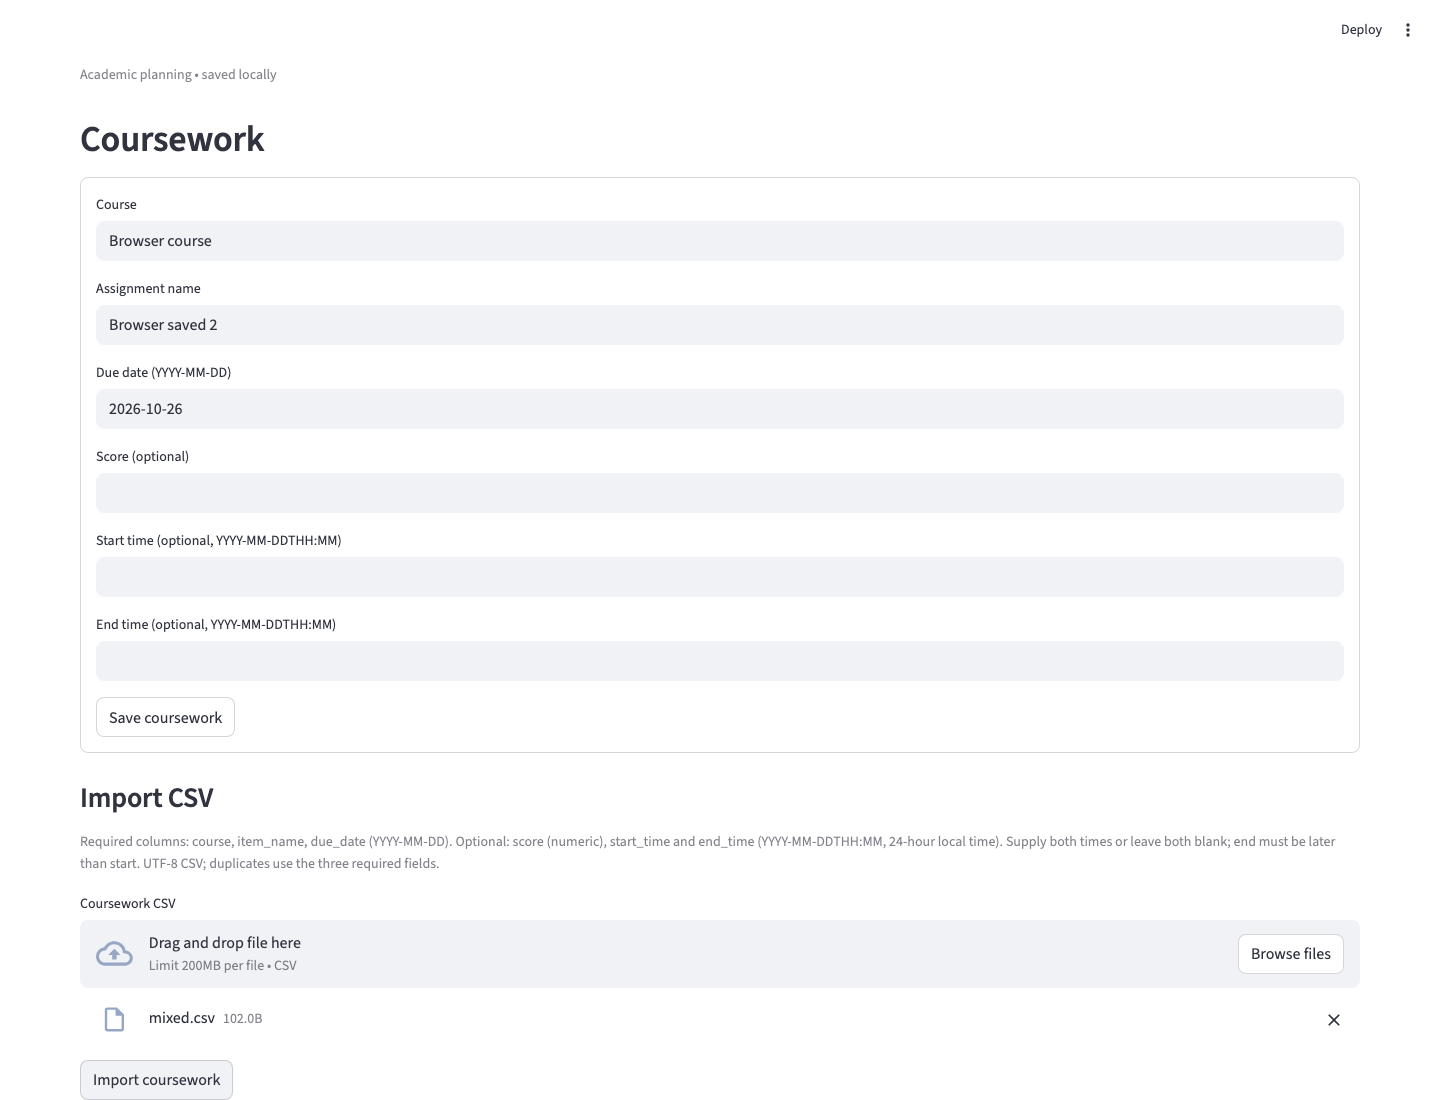 Deploy
Academic planning • saved locally
Coursework
Course
Browser course
Assignment name
Browser saved 2
Due date (YYYY-MM-DD)
2026-10-26
Score (optional)
Start time (optional, YYYY-MM-DDTHH:MM)
End time (optional, YYYY-MM-DDTHH:MM)
Save coursework
Import CSV
Required columns: course, item_name, due_date (YYYY-MM-DD). Optional: score (numeric), start_time and end_time (YYYY-MM-DDTHH:MM, 24-hour local time). Supply both times or leave both blank; end must be later
than start. UTF-8 CSV; duplicates use the three required fields.
Coursework CSV
Drag and drop file here
Limit 200MB per file • CSV
Browse files
mixed.csv 102.0B
Import coursework